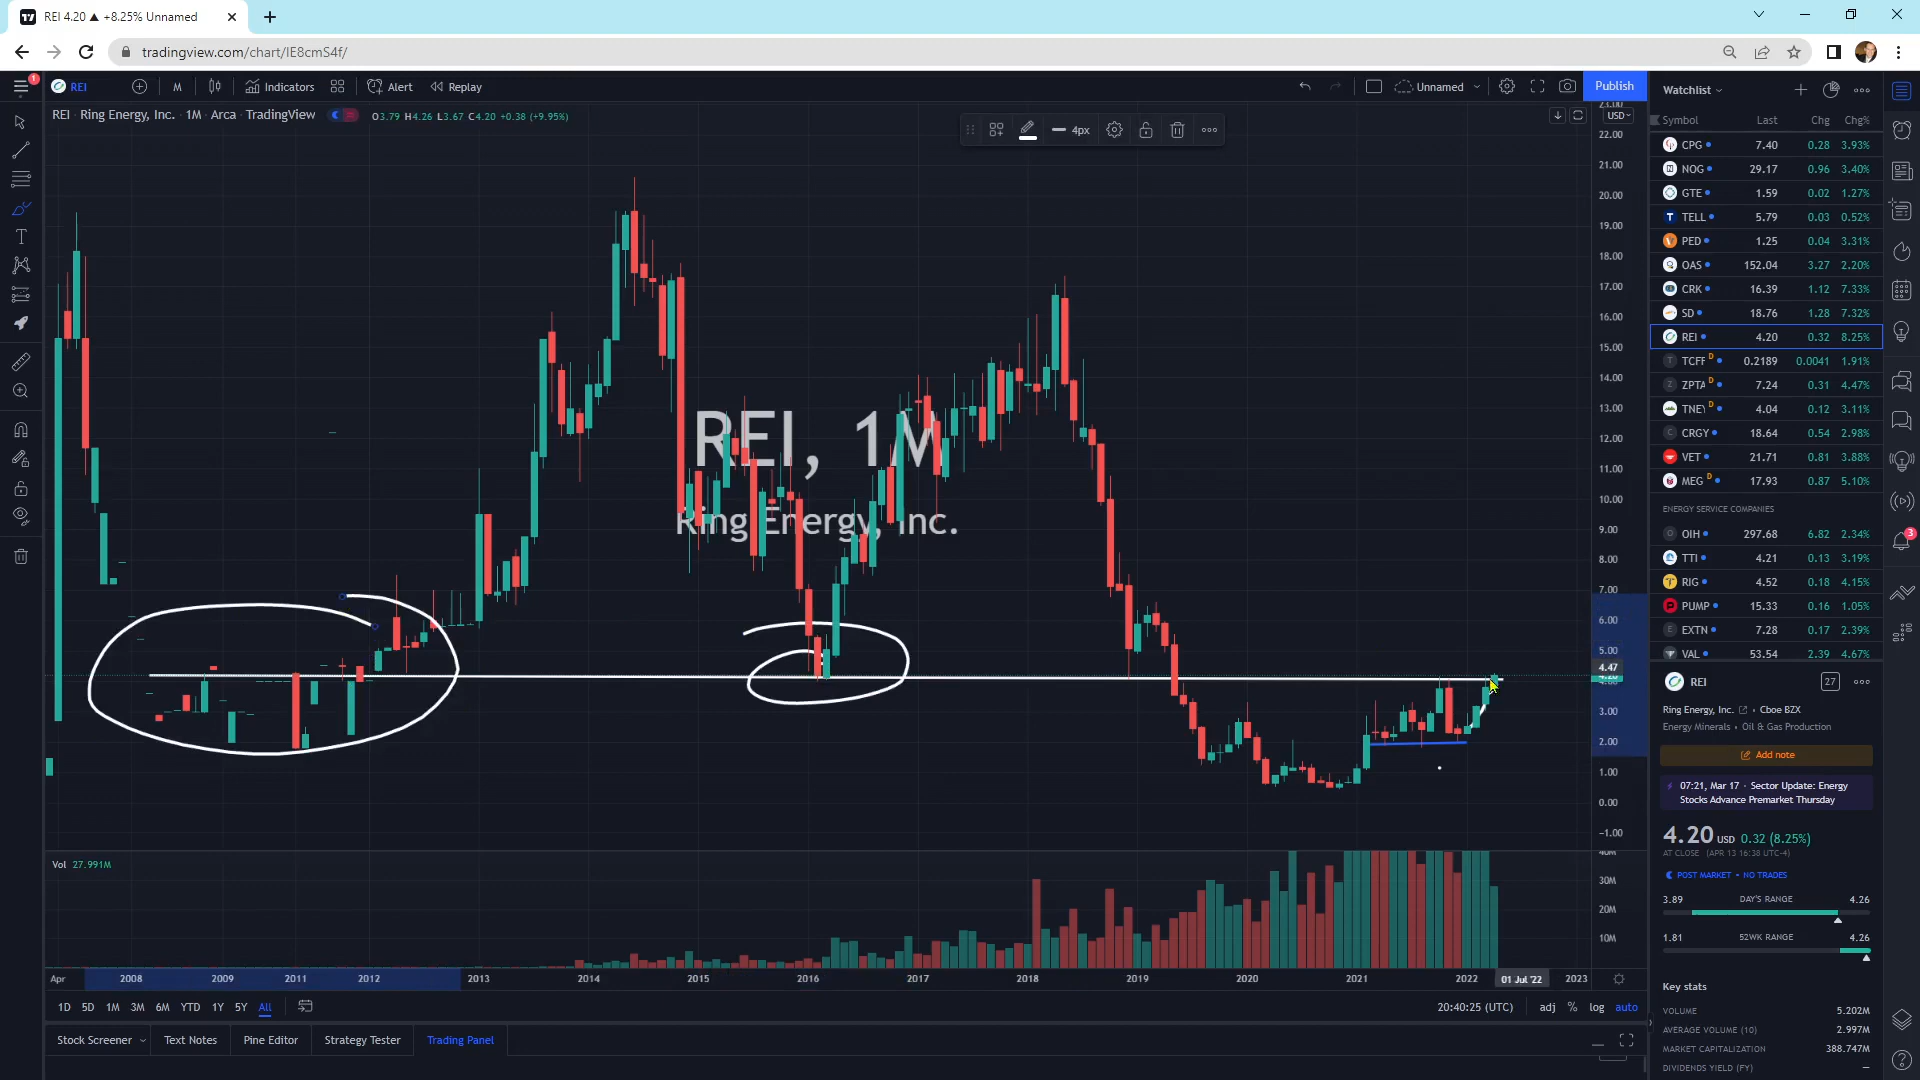 REI 4.20 ▲ +8.25% Unnamed
tradingview.com/chart/IE8cmS4f/
1
REI
M
Indicators
Alert
Replay
Unnamed
Publish
REI · Ring Energy, Inc. · 1M · Arca · TradingView
O3.79 H4.26 L3.67 C4.20 +0.38 (+9.95%)
4px
USD
22.00
21.00
20.00
19.00
18.00
17.00
16.00
15.00
14.00
13.00
12.00
11.00
10.00
9.00
8.00
7.00
6.00
5.00
4.47
3.00
2.00
1.00
0.00
−1.00
REI, 1M
Ring Energy, Inc.
Vol 27.991M
30M
20M
10M
Apr 2008 2009 2011 2012 2013 2014 2015 2016 2017 2018 2019 2020 2021 2022 01 Jul '22 2023
1D 5D 1M 3M 6M YTD 1Y 5Y All
20:40:25 (UTC) adj % log auto
Stock Screener Text Notes Pine Editor Strategy Tester Trading Panel
Watchlist
Symbol Last Chg Chg%
CPG 7.40 0.28 3.93%
NOG 29.17 0.96 3.40%
GTE 1.59 0.02 1.27%
TELL 5.79 0.03 0.52%
PED 1.25 0.04 3.31%
OAS 152.04 3.27 2.20%
CRK 16.39 1.12 7.33%
SD 18.76 1.28 7.32%
REI 4.20 0.32 8.25%
TCFF D 0.2189 0.0041 1.91%
ZPTA D 7.24 0.31 4.47%
TNEY D 4.04 0.12 3.11%
CRGY 18.64 0.54 2.98%
VET 21.71 0.81 3.88%
MEG D 17.93 0.87 5.10%
ENERGY SERVICE COMPANIES
OIH 297.68 6.82 2.34%
TTI 4.21 0.13 3.19%
RIG 4.52 0.18 4.15%
PUMP 15.33 0.16 1.05%
EXTN 7.28 0.17 2.39%
VAL 53.54 2.39 4.67%
REI
27
Ring Energy, Inc. • Cboe BZX
Energy Minerals • Oil & Gas Production
Add note
07:21, Mar 17 · Sector Update: Energy
Stocks Advance Premarket Thursday
4.20 USD 0.32 (8.25%)
AT CLOSE (APR 13 16:38 UTC-4)
POST MARKET • NO TRADES
3.89 DAY'S RANGE 4.26
1.81 52WK RANGE 4.26
Key stats
VOLUME 5.202M
AVERAGE VOLUME (10) 2.997M
MARKET CAPITALIZATION 388.747M
DIVIDENDS YIELD (FY) —
3